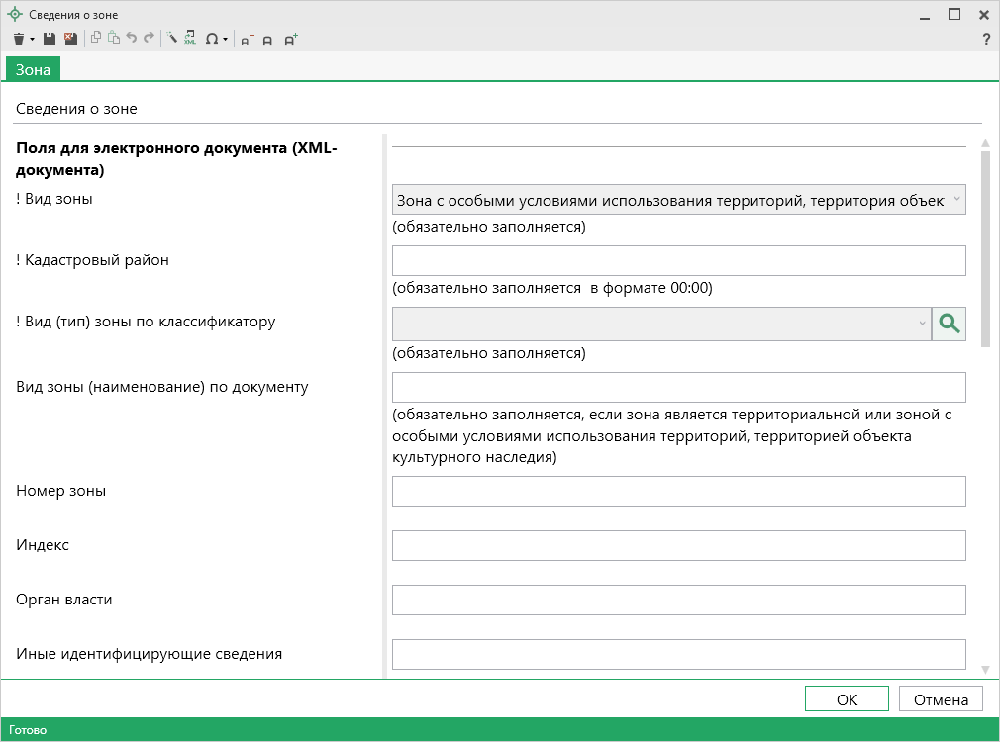 Сведения о зоне
XML
Ω
A− A A+
?
Зона
Сведения о зоне
Поля для электронного документа (XML-
документа)
! Вид зоны
Зона с особыми условиями использования территорий, территория объек
(обязательно заполняется)
! Кадастровый район
(обязательно заполняется в формате 00:00)
! Вид (тип) зоны по классификатору
(обязательно заполняется)
Вид зоны (наименование) по документу
(обязательно заполняется, если зона является территориальной или зоной с
особыми условиями использования территорий, территорией объекта
культурного наследия)
Номер зоны
Индекс
Орган власти
Иные идентифицирующие сведения
ОК
Отмена
Готово